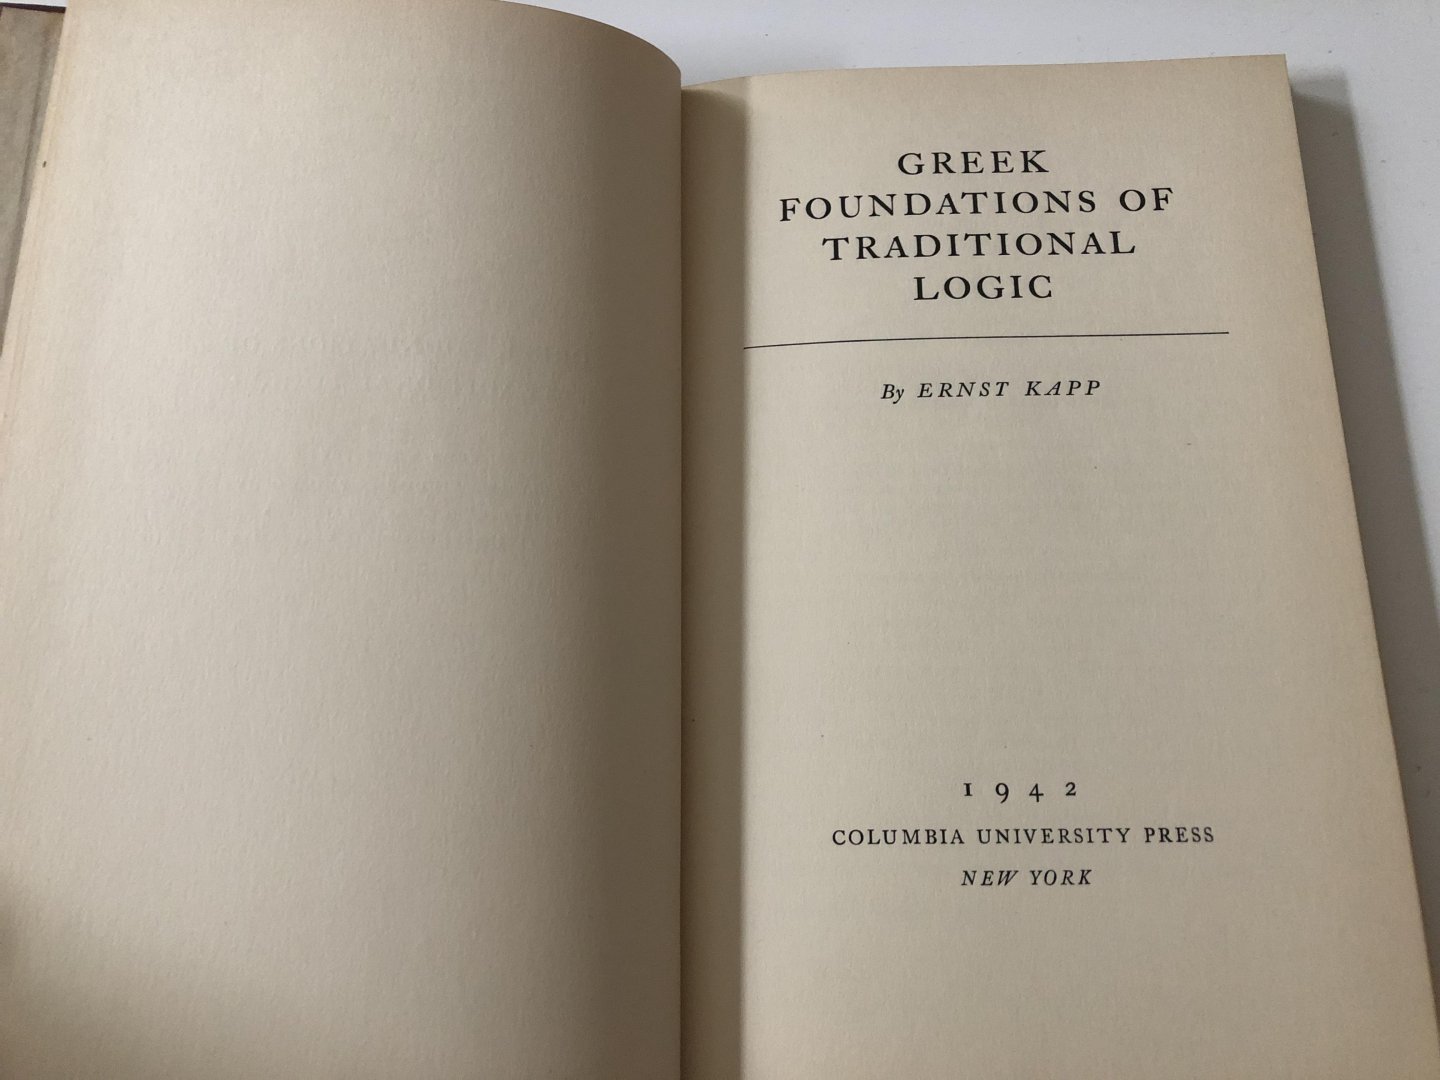 GREEK
FOUNDATIONS OF
TRADITIONAL
LOGIC
By ERNST KAPP
1942
COLUMBIA UNIVERSITY PRESS
NEW YORK